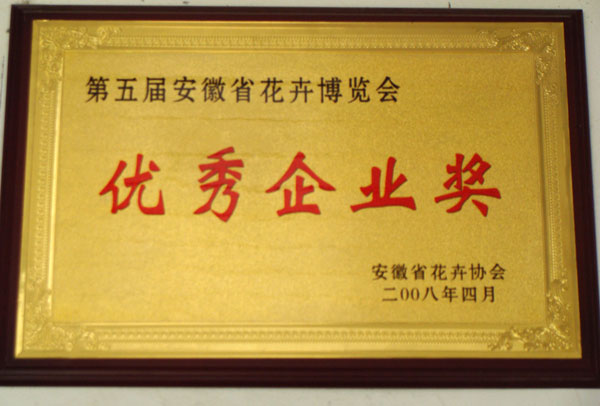 第五届安徽省花卉博览会
优秀企业奖
安徽省花卉协会
二00八年四月